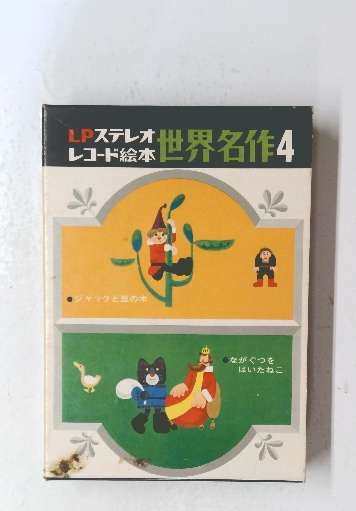 LPステレオ
レコード絵本
世界名作4
●ジャックと豆の木
●ながぐつを
はいたねこ